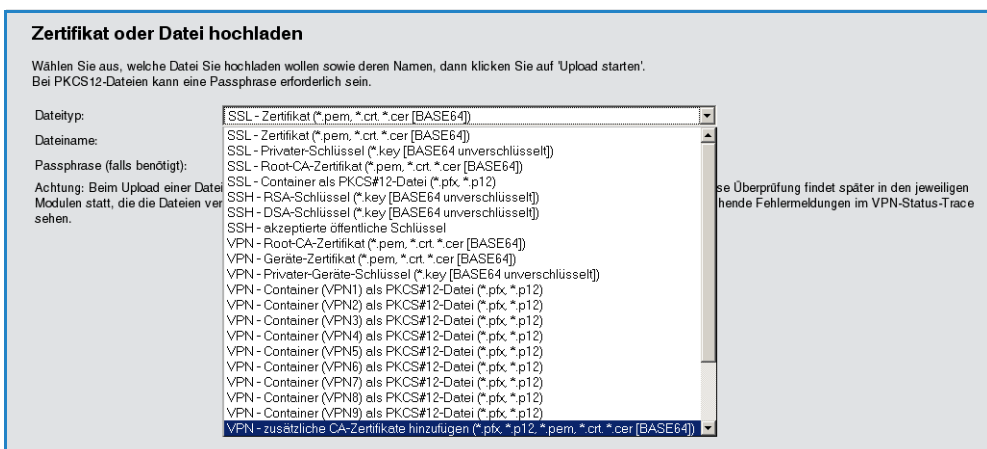 Zertifikat oder Datei hochladen
Wählen Sie aus, welche Datei Sie hochladen wollen sowie deren Namen, dann klicken Sie auf 'Upload starten'.
Bei PKCS12-Dateien kann eine Passphrase erforderlich sein.
Dateityp: SSL - Zertifikat (*.pem, *.crt. *.cer [BASE64])
Dateiname:
Passphrase (falls benötigt):
Achtung: Beim Upload einer Datei se Überprüfung findet später in den jeweiligen
Modulen statt, die die Dateien ver hende Fehlermeldungen im VPN-Status-Trace
sehen.
SSL - Zertifikat (*.pem, *.crt. *.cer [BASE64])
SSL - Privater-Schlüssel (*.key [BASE64 unverschlüsselt])
SSL - Root-CA-Zertifikat (*.pem, *.crt. *.cer [BASE64])
SSL - Container als PKCS#12-Datei (*.pfx, *.p12)
SSH - RSA-Schlüssel (*.key [BASE64 unverschlüsselt])
SSH - DSA-Schlüssel (*.key [BASE64 unverschlüsselt])
SSH - akzeptierte öffentliche Schlüssel
VPN - Root-CA-Zertifikat (*.pem, *.crt. *.cer [BASE64])
VPN - Geräte-Zertifikat (*.pem, *.crt. *.cer [BASE64])
VPN - Privater-Geräte-Schlüssel (*.key [BASE64 unverschlüsselt])
VPN - Container (VPN1) als PKCS#12-Datei (*.pfx, *.p12)
VPN - Container (VPN2) als PKCS#12-Datei (*.pfx, *.p12)
VPN - Container (VPN3) als PKCS#12-Datei (*.pfx, *.p12)
VPN - Container (VPN4) als PKCS#12-Datei (*.pfx, *.p12)
VPN - Container (VPN5) als PKCS#12-Datei (*.pfx, *.p12)
VPN - Container (VPN6) als PKCS#12-Datei (*.pfx, *.p12)
VPN - Container (VPN7) als PKCS#12-Datei (*.pfx, *.p12)
VPN - Container (VPN8) als PKCS#12-Datei (*.pfx, *.p12)
VPN - Container (VPN9) als PKCS#12-Datei (*.pfx, *.p12)
VPN - zusätzliche CA-Zertifikate hinzufügen (*.pfx, *.p12, *.pem, *.crt. *.cer [BASE64])